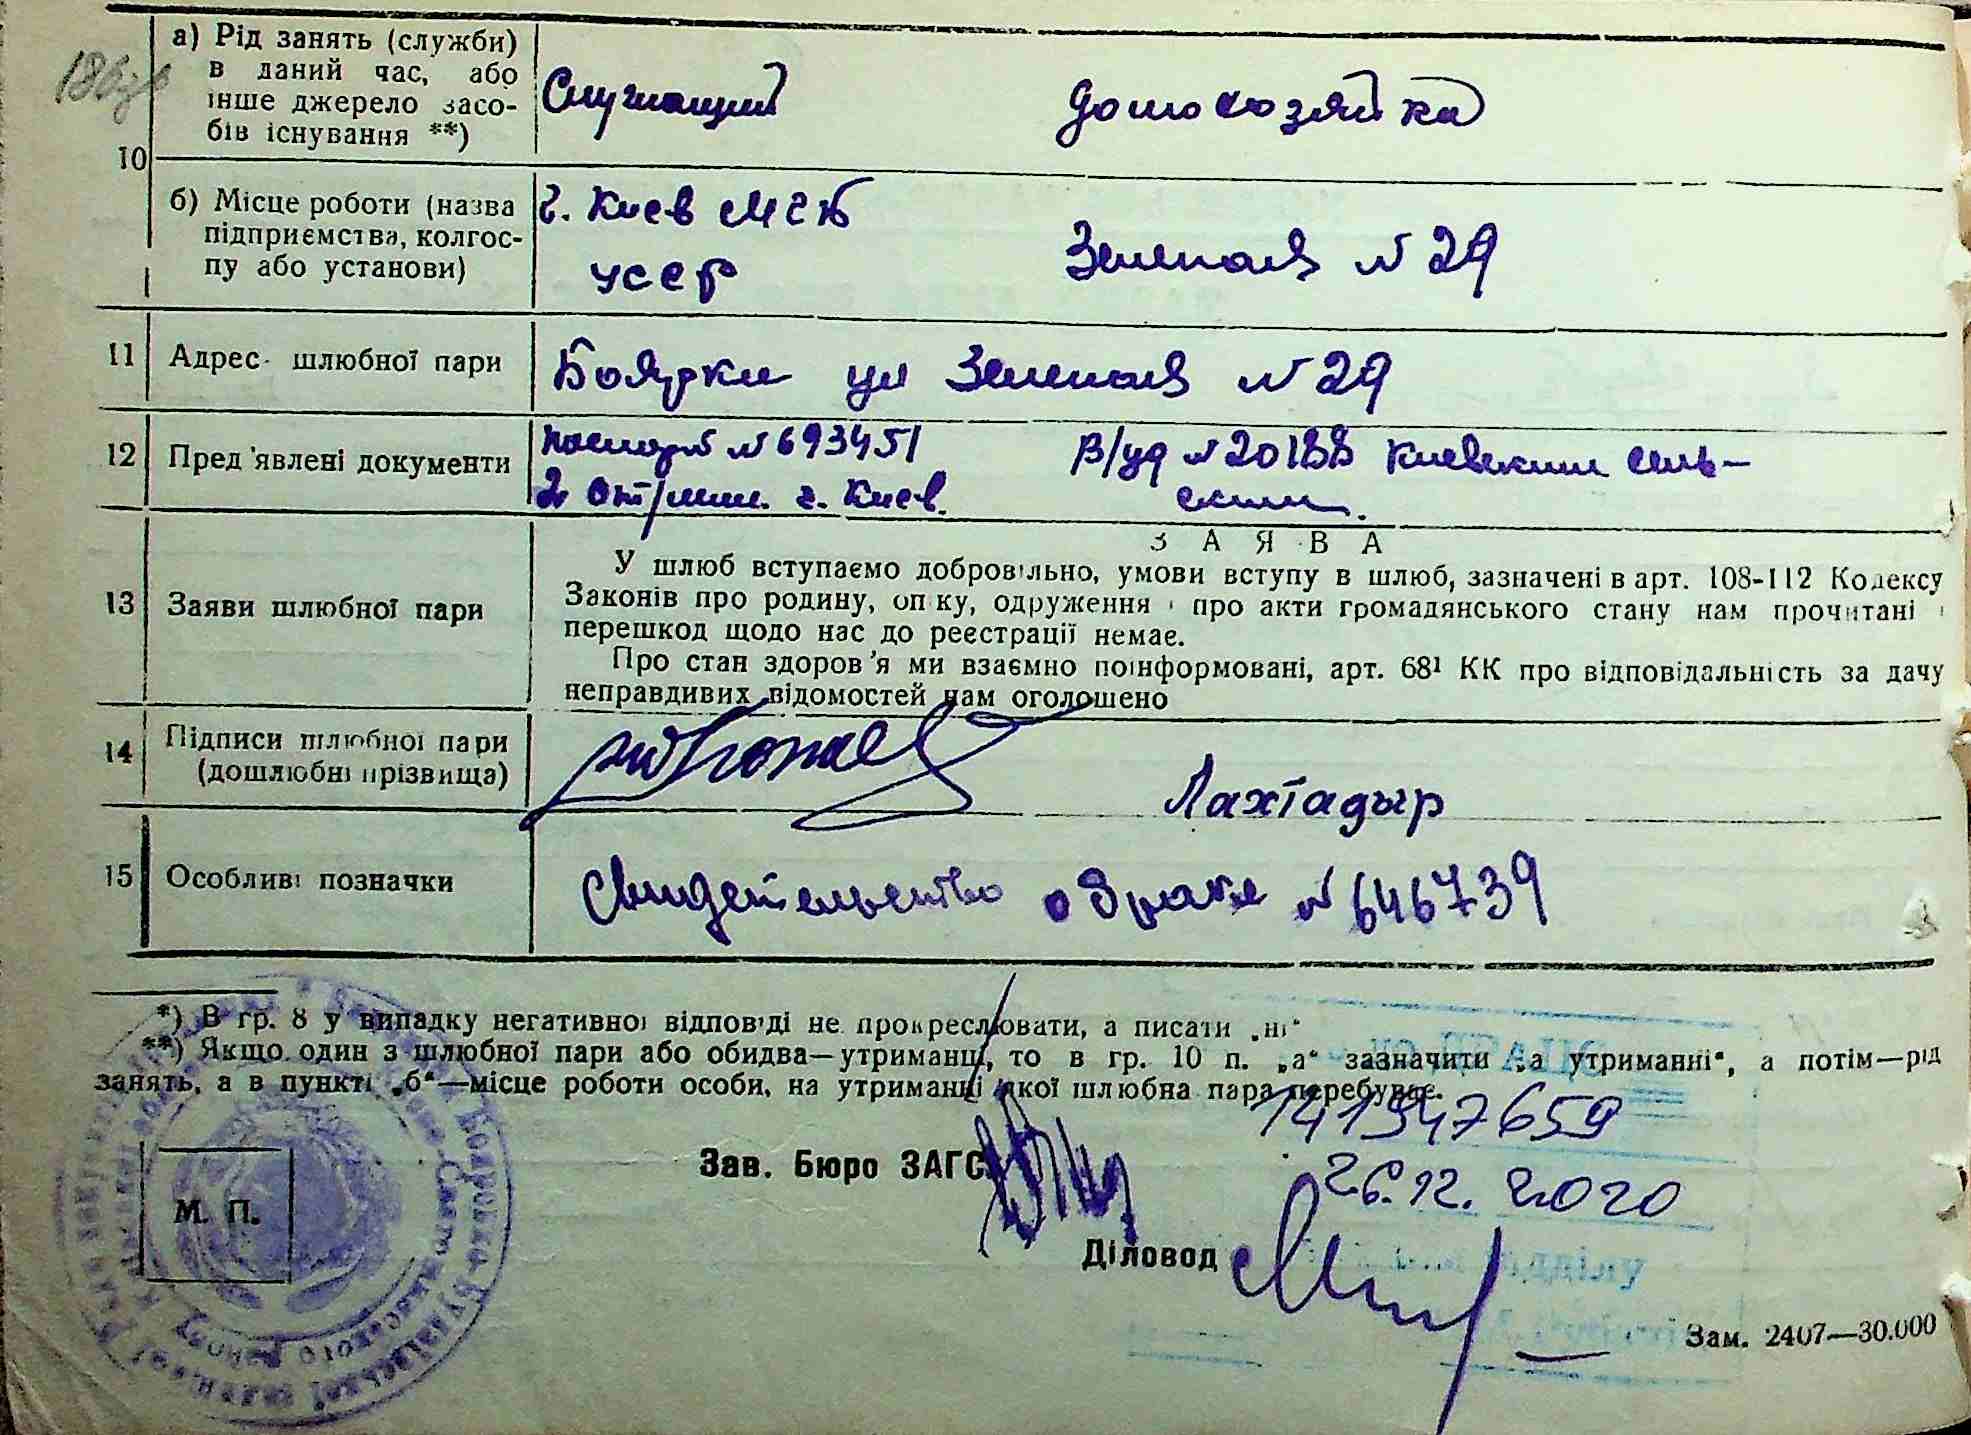 а) Рід занять (служби)
в даний час, або
інше джерело засо-
бів існування **)
Служащий
домохозяйка
10
б) Місце роботи (назва
підприємства, колгос-
пу або установи)
г. Киев МГБ
УССР
Зеленая № 29
11 Адрес шлюбної пари
Боярки ул Зеленая № 29
12 Пред'явлені документи
паспорт № 693451
2 отд/мил. г. Киев.
В/уд № 20188 Киевским сель-
ским.
13 Заяви шлюбної пари
ЗАЯВА
У шлюб вступаємо добровільно, умови вступу в шлюб, зазначені в арт. 108-112 Кодексу
Законів про родину, опіку, одруження і про акти громадянського стану нам прочитані і
перешкод щодо нас до реєстрації немає.
Про стан здоров'я ми взаємно поінформовані, арт. 68¹ КК про відповідальність за дачу
неправдивих відомостей нам оголошено
14 Підписи шлюбної пари
(дошлюбні прізвища)
Лахтадыр
15 Особливі позначки
Свидетельство о браке № 646739
*) В гр. 8 у випадку негативної відповіді не прокреслювати, а писати „ні“
**) Якщо один з шлюбної пари або обидва—утриманці, то в гр. 10 п. „а“ зазначити „на утриманні“, а потім—рід
занять, а в пункті „б“—місце роботи особи, на утриманці якої шлюбна пара перебуває.
141547659
26.12.2020
Зав. Бюро ЗАГС
М. П.
Діловод
відділу
Зам. 2407—30.000